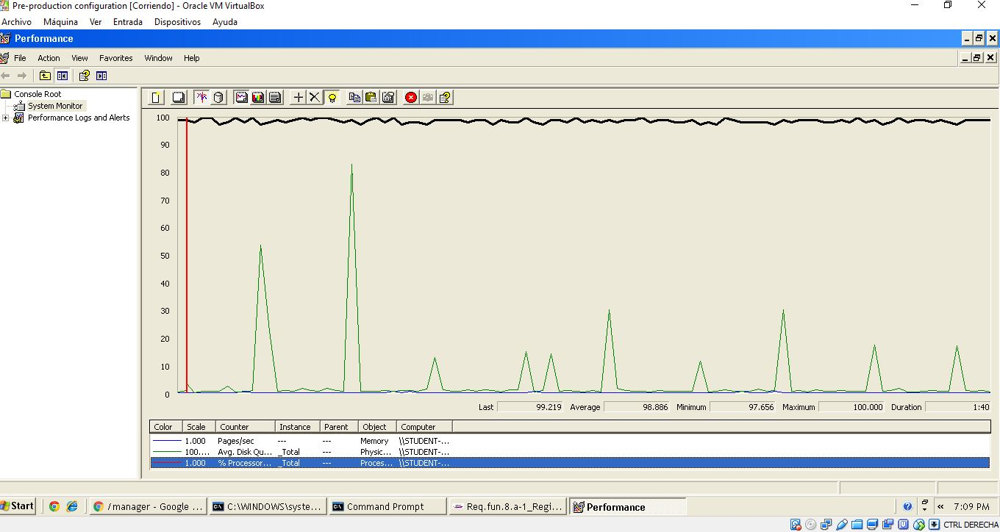 Pre-production configuration [Corriendo] - Oracle VM VirtualBox
Archivo Máquina Ver Entrada Dispositivos Ayuda
Performance
File Action View Favorites Window Help
Console Root
System Monitor
Performance Logs and Alerts
100
90
80
70
60
50
40
30
20
10
0
Last 99.219 Average 98.886 Minimum 97.656 Maximum 100.000 Duration 1:40
Color Scale Counter Instance Parent Object Computer
1.000 Pages/sec --- --- Memory \\STUDENT-...
100.... Avg. Disk Qu... _Total --- Physic... \\STUDENT-...
1.000 % Processor... _Total --- Proces... \\STUDENT-...
Start /manager - Google ... C:\WINDOWS\syste... Command Prompt Req.fun.8.a-1_Regi... Performance « 7:09 PM
CTRL DERECHA